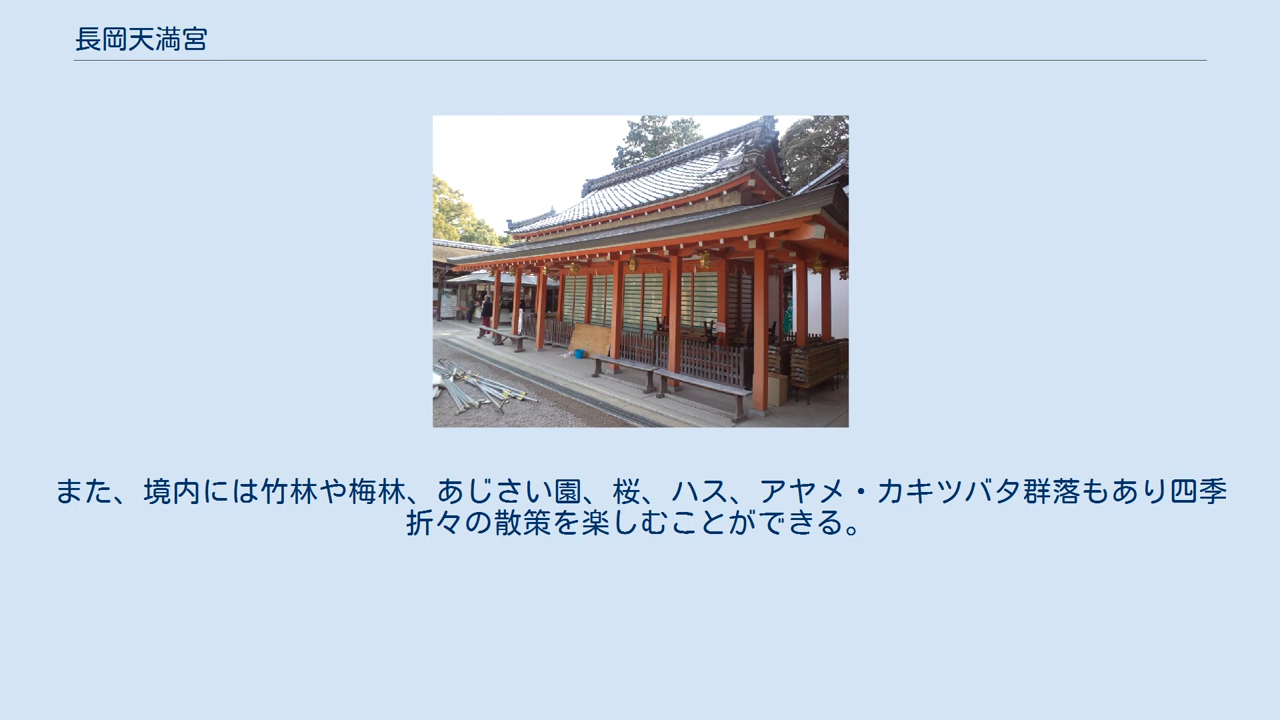 長岡天満宮
また、境内には竹林や梅林、あじさい園、桜、ハス、アヤメ・カキツバタ群落もあり四季
折々の散策を楽しむことができる。